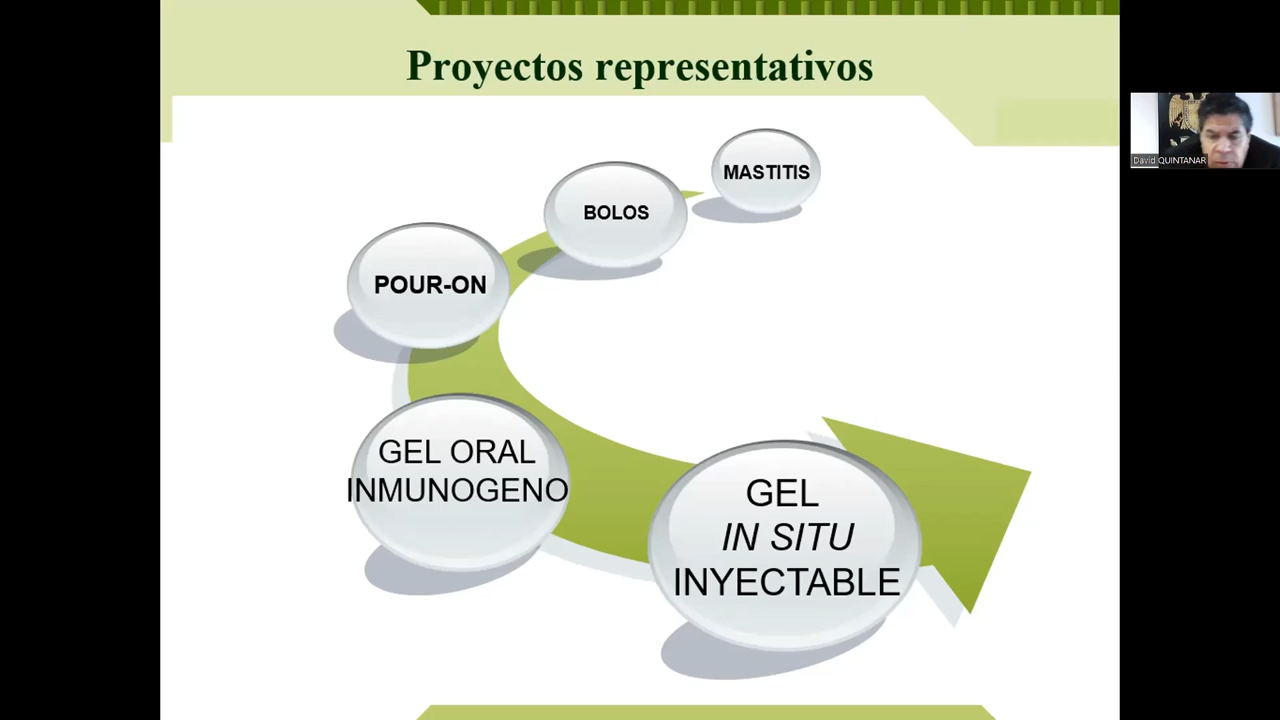 Proyectos representativos
MASTITIS
BOLOS
POUR-ON
GEL ORAL
INMUNOGENO
GEL
IN SITU
INYECTABLE
David QUINTANAR